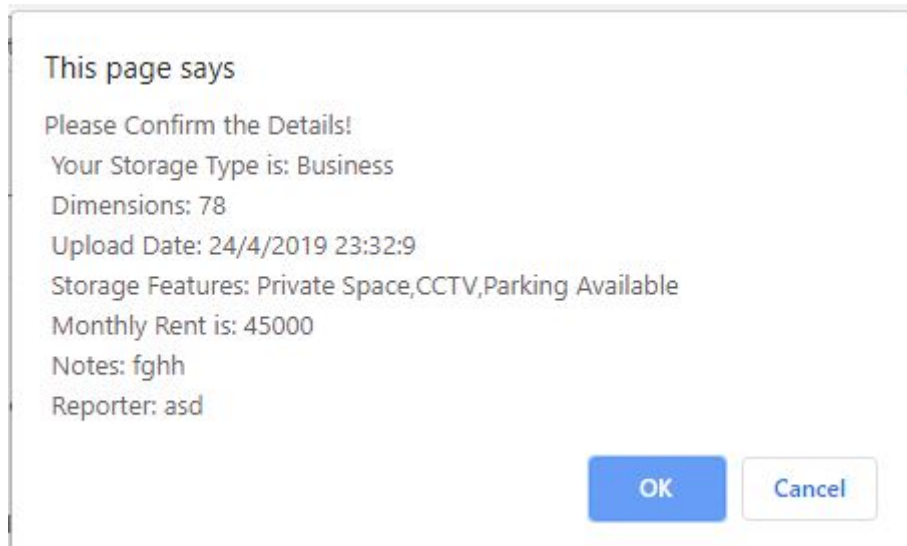 This page says
Please Confirm the Details!
Your Storage Type is: Business
Dimensions: 78
Upload Date: 24/4/2019 23:32:9
Storage Features: Private Space,CCTV,Parking Available
Monthly Rent is: 45000
Notes: fghh
Reporter: asd
OK Cancel